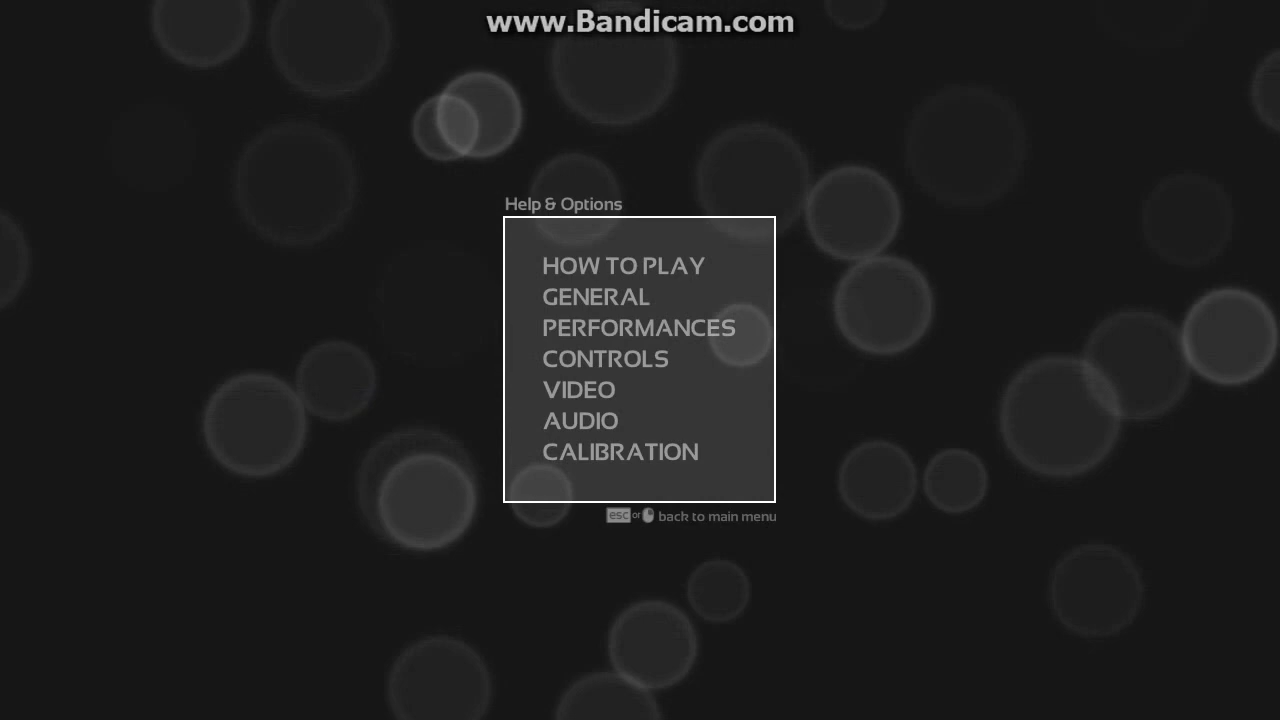 www.Bandicam.com
Help & Options
HOW TO PLAY
GENERAL
PERFORMANCES
CONTROLS
VIDEO
AUDIO
CALIBRATION
esc or back to main menu